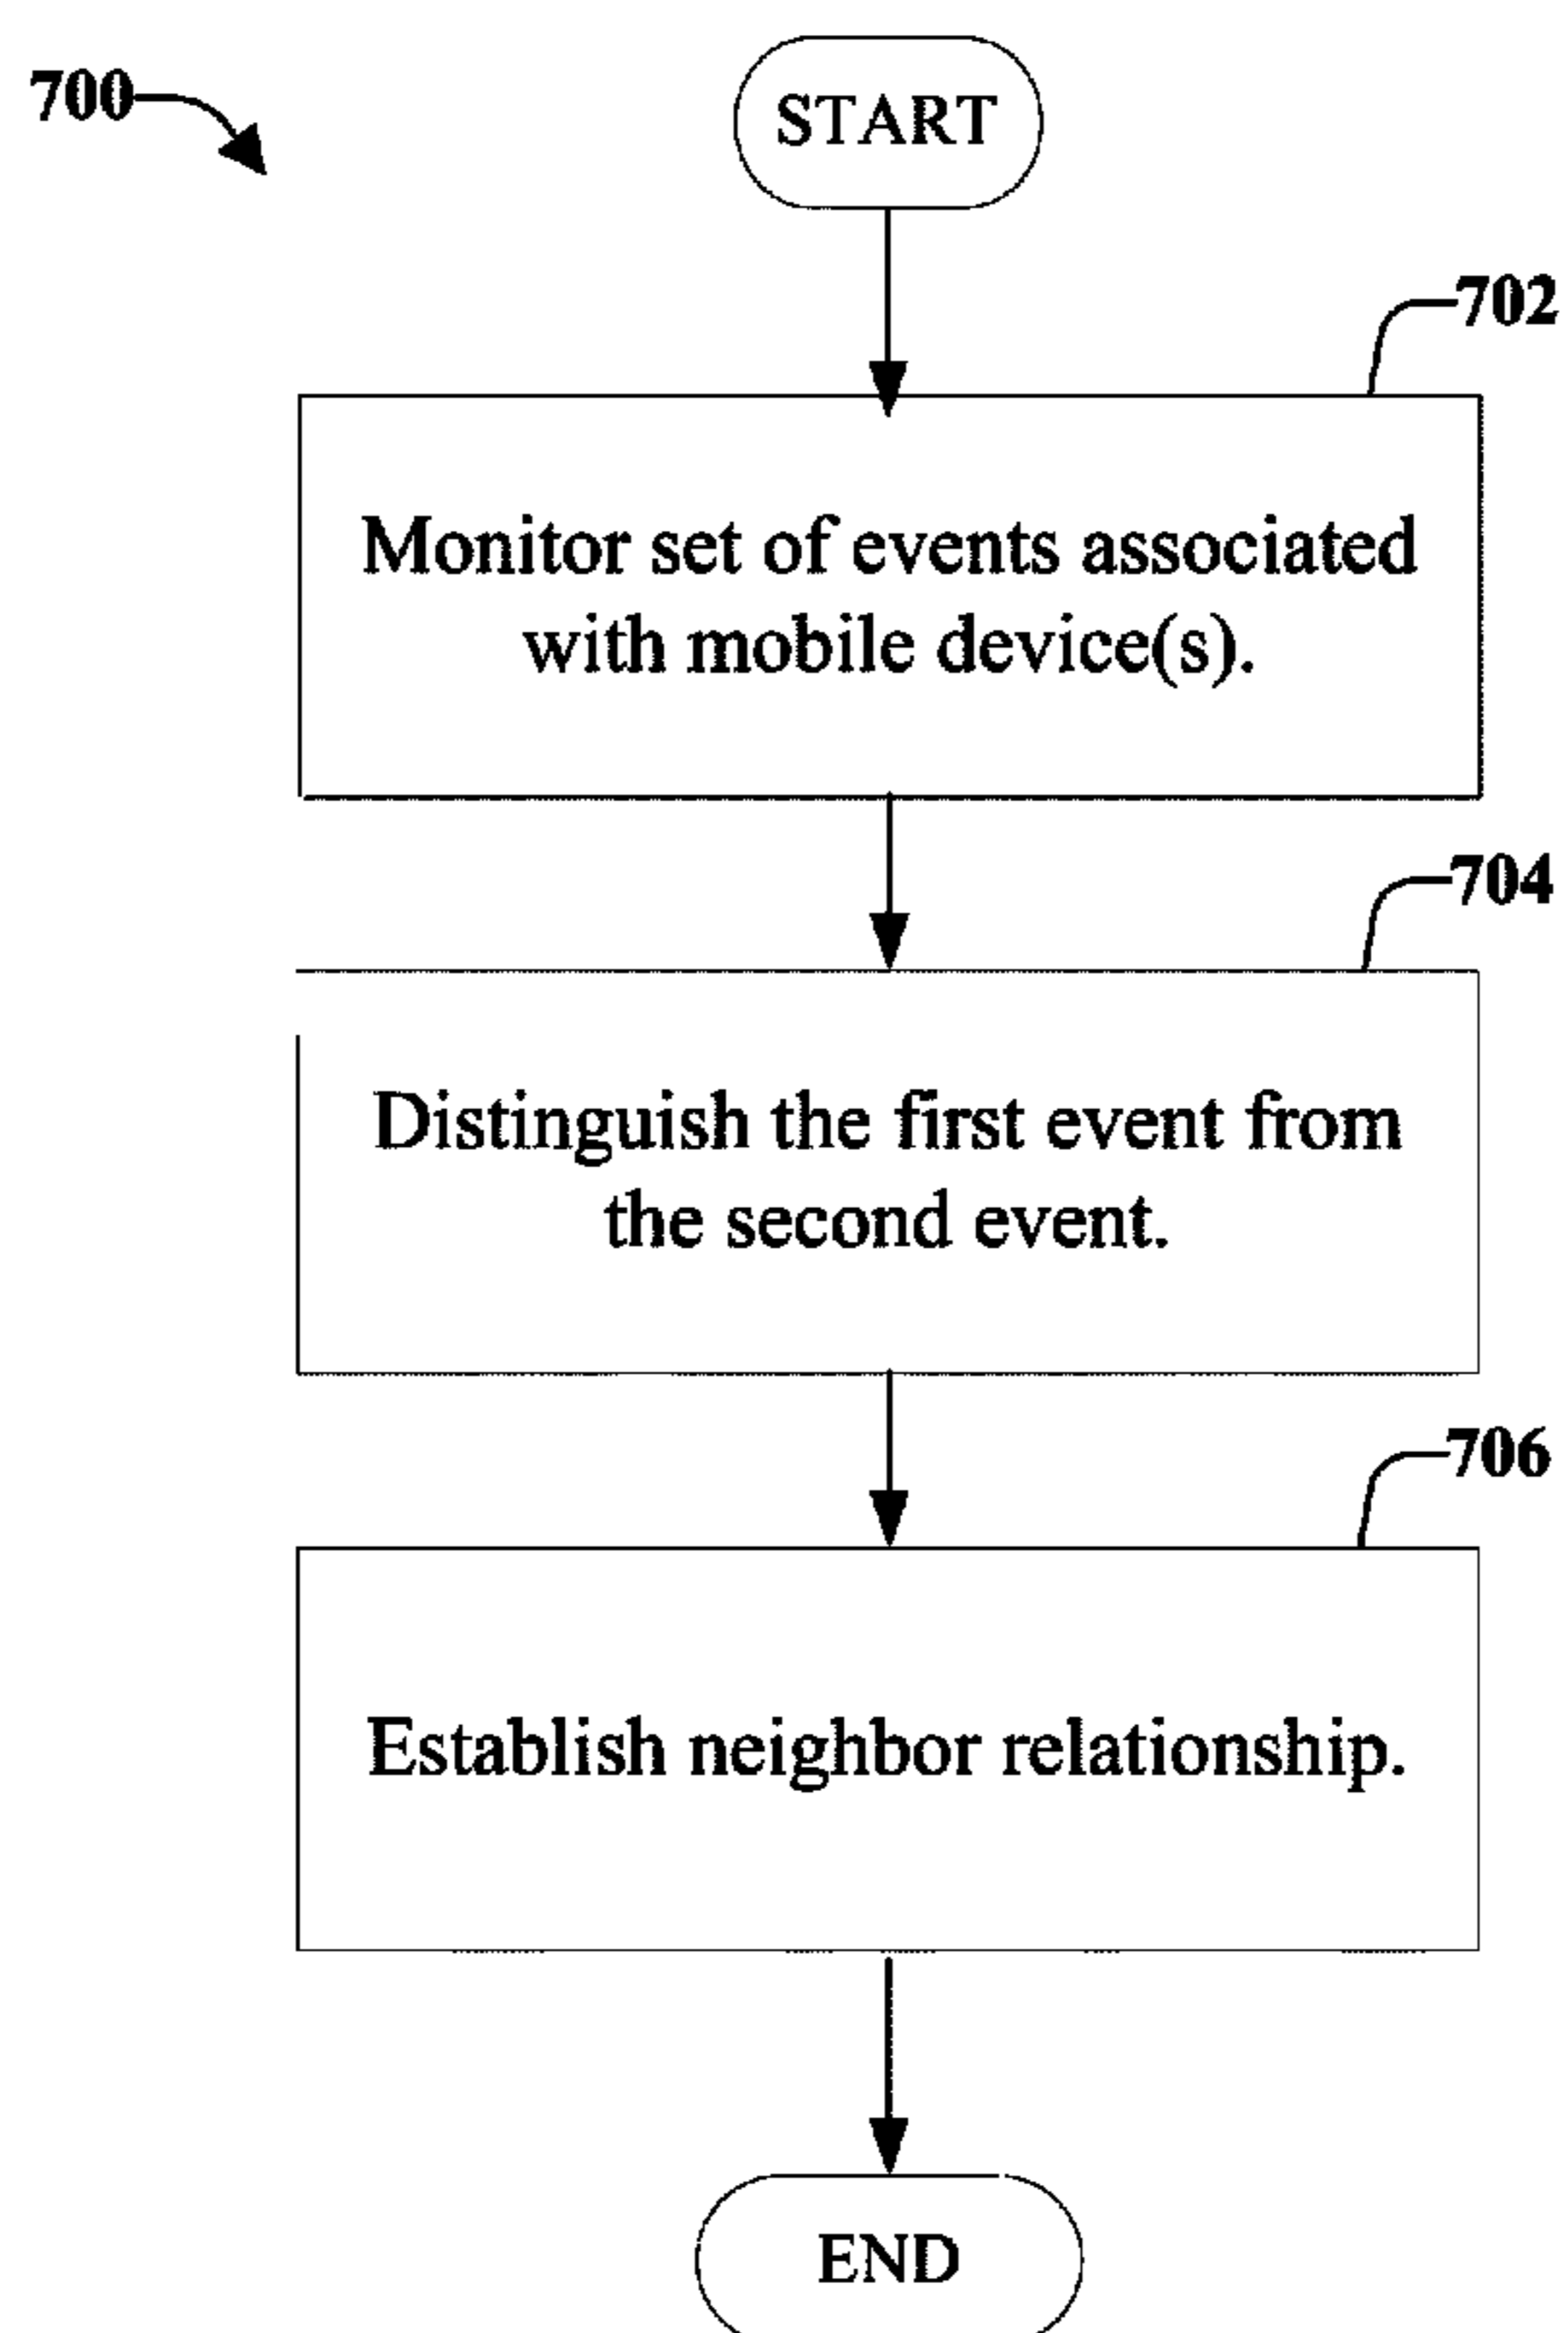 700
START
702
Monitor set of events associated
with mobile device(s).
704
Distinguish the first event from
the second event.
706
Establish neighbor relationship.
END